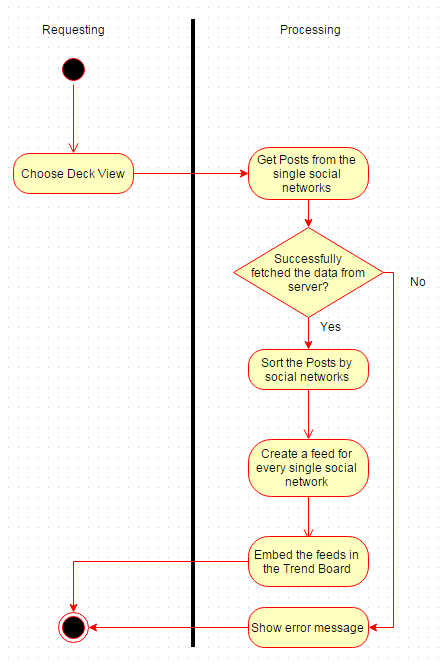 Requesting
Processing
Choose Deck View
Get Posts from the
single social
networks
Successfully
fetched the data from
server?
No
Yes
Sort the Posts by
social networks
Create a feed for
every single social
network
Embed the feeds in
the Trend Board
Show error message